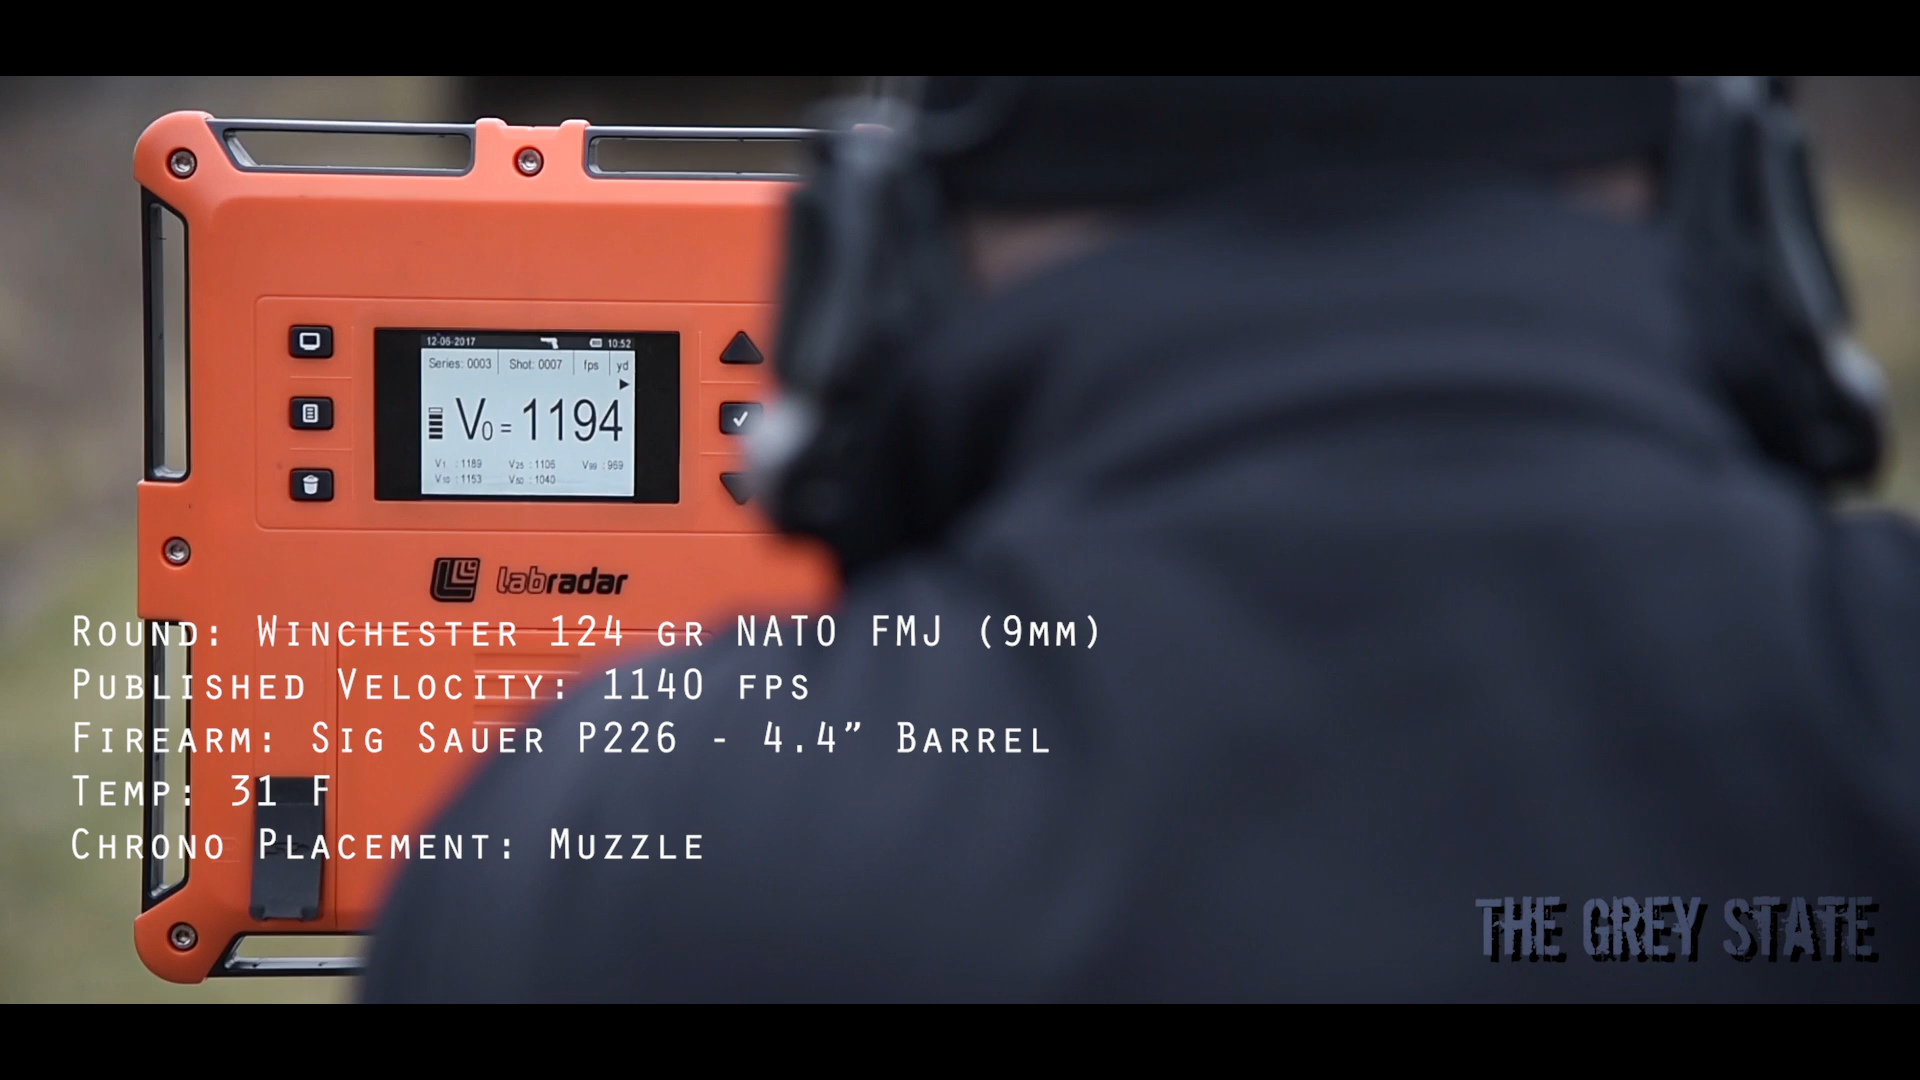 12-06-2017 10:52
Series: 0003 Shot: 0007 fps yd
V0 = 1194
V1 : 1189 V25 : 1106 V99 : 969
V10 : 1153 V50 : 1040
labradar
Round: Winchester 124 gr NATO FMJ (9mm)
Published Velocity: 1140 fps
Firearm: Sig Sauer P226 - 4.4” Barrel
Temp: 31 F
Chrono Placement: Muzzle
THE GREY STATE